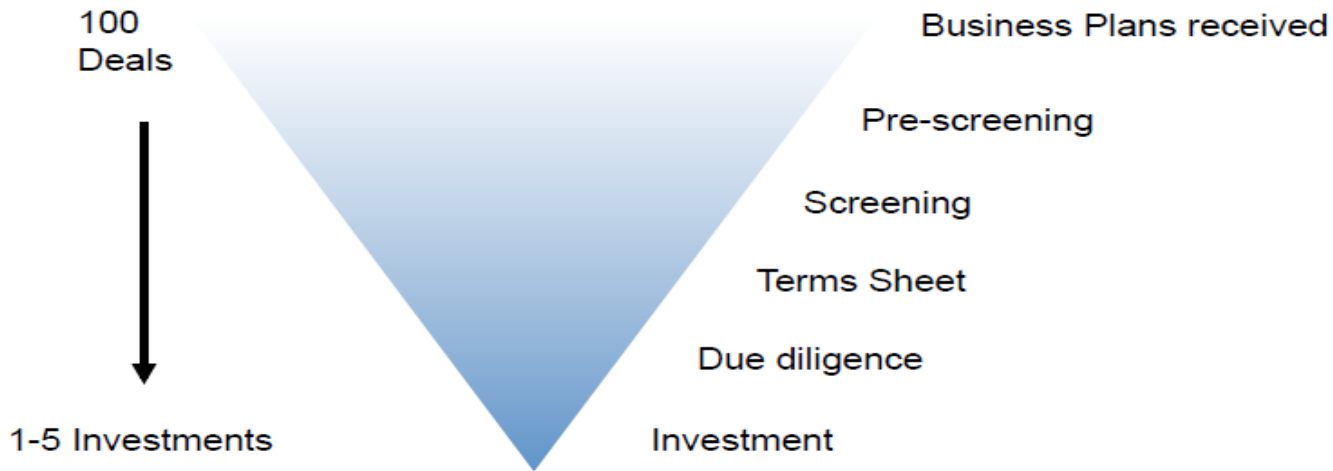 100
Deals
Business Plans received
Pre-screening
Screening
Terms Sheet
Due diligence
1-5 Investments
Investment